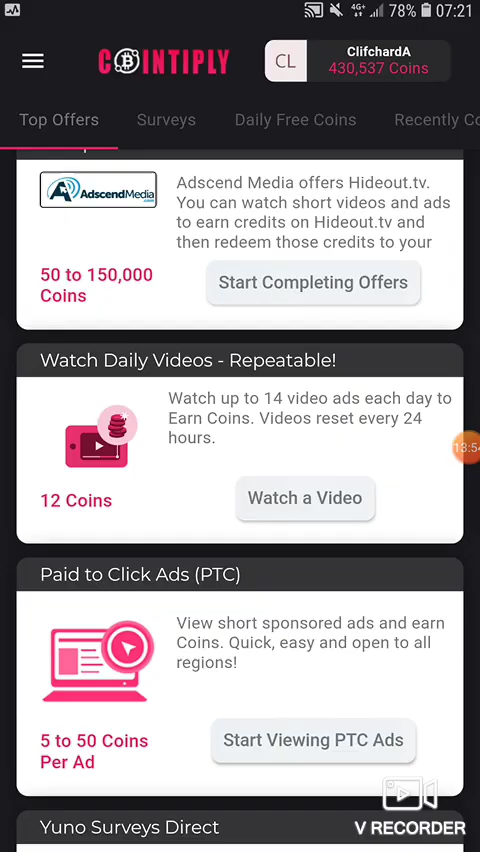 4G+ 78% 07:21
COINTIPLY
CL
ClifchardA
430,537 Coins
Top Offers Surveys Daily Free Coins Recently Co
AdscendMedia
.com
Adscend Media offers Hideout.tv.
You can watch short videos and ads
to earn credits on Hideout.tv and
then redeem those credits to your
50 to 150,000
Coins
Start Completing Offers
Watch Daily Videos - Repeatable!
Watch up to 14 video ads each day to
Earn Coins. Videos reset every 24
hours.
13:54
12 Coins
Watch a Video
Paid to Click Ads (PTC)
View short sponsored ads and earn
Coins. Quick, easy and open to all
regions!
5 to 50 Coins
Per Ad
Start Viewing PTC Ads
V RECORDER
Yuno Surveys Direct